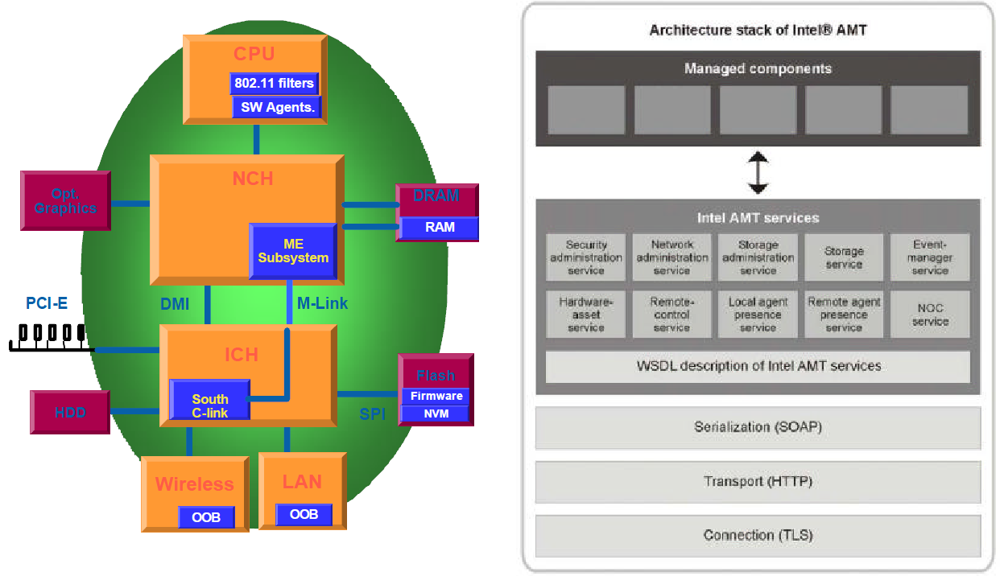 CPU
802.11 filters
SW Agents.
NCH
Opt.
Graphics
DRAM
RAM
ME
Subsystem
PCI-E
DMI
M-Link
ICH
South
C-link
Flash
Firmware
NVM
HDD
SPI
Wireless
OOB
LAN
OOB
Architecture stack of Intel® AMT
Managed components
Intel AMT services
Security
administration
service
Network
administration
service
Storage
administration
service
Storage
service
Event-
manager
service
Hardware-
asset
service
Remote-
control
service
Local agent
presence
service
Remote agent
presence
service
NOC
service
WSDL description of Intel AMT services
Serialization (SOAP)
Transport (HTTP)
Connection (TLS)